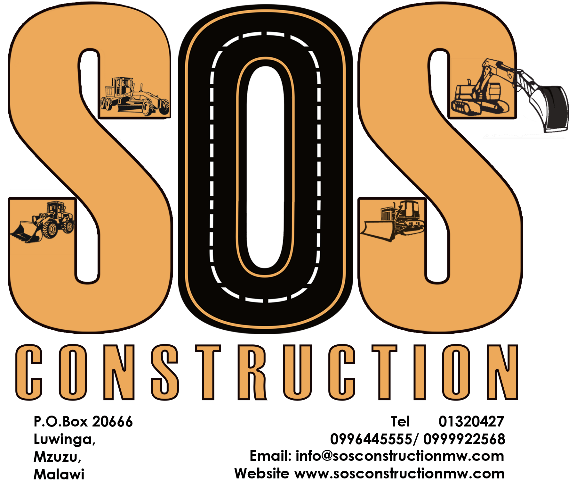 SOS
CONSTRUCTION
P.O.Box 20666
Luwinga,
Mzuzu,
Malawi
Tel 01320427
0996445555/ 0999922568
Email: info@sosconstructionmw.com
Website www.sosconstructionmw.com